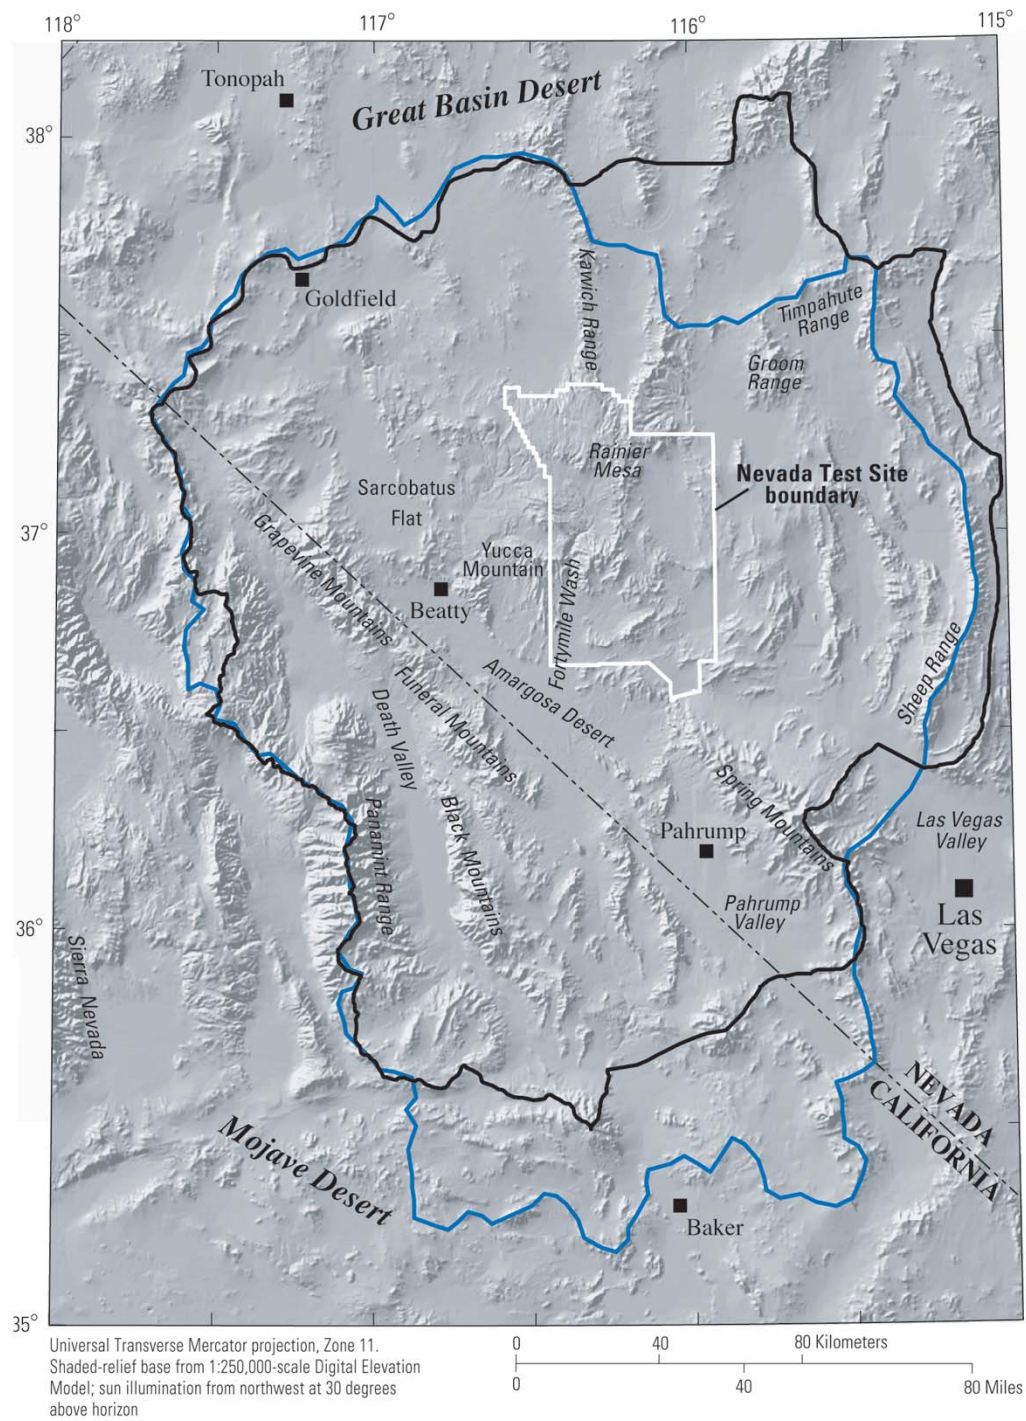 118°
117°
116°
115°
Tonopah
Great Basin Desert
38°
Goldfield
Kawich Range
Timpahute
Range
Groom
Range
Rainier
Mesa
Nevada Test Site
boundary
Sarcobatus
Flat
37°
Grapevine Mountains
Yucca
Mountain
Beatty
Fortymile Wash
Sheep Range
Funeral Mountains
Amargosa Desert
Death Valley
Spring Mountains
Panamint Range
Black Mountains
Pahrump
Las Vegas
Valley
Pahrump
Valley
Las
Vegas
36°
Sierra Nevada
NEVADA
CALIFORNIA
Mojave Desert
Baker
35°
Universal Transverse Mercator projection, Zone 11.
Shaded-relief base from 1:250,000-scale Digital Elevation
Model; sun illumination from northwest at 30 degrees
above horizon
0 40 80 Kilometers
0 40 80 Miles